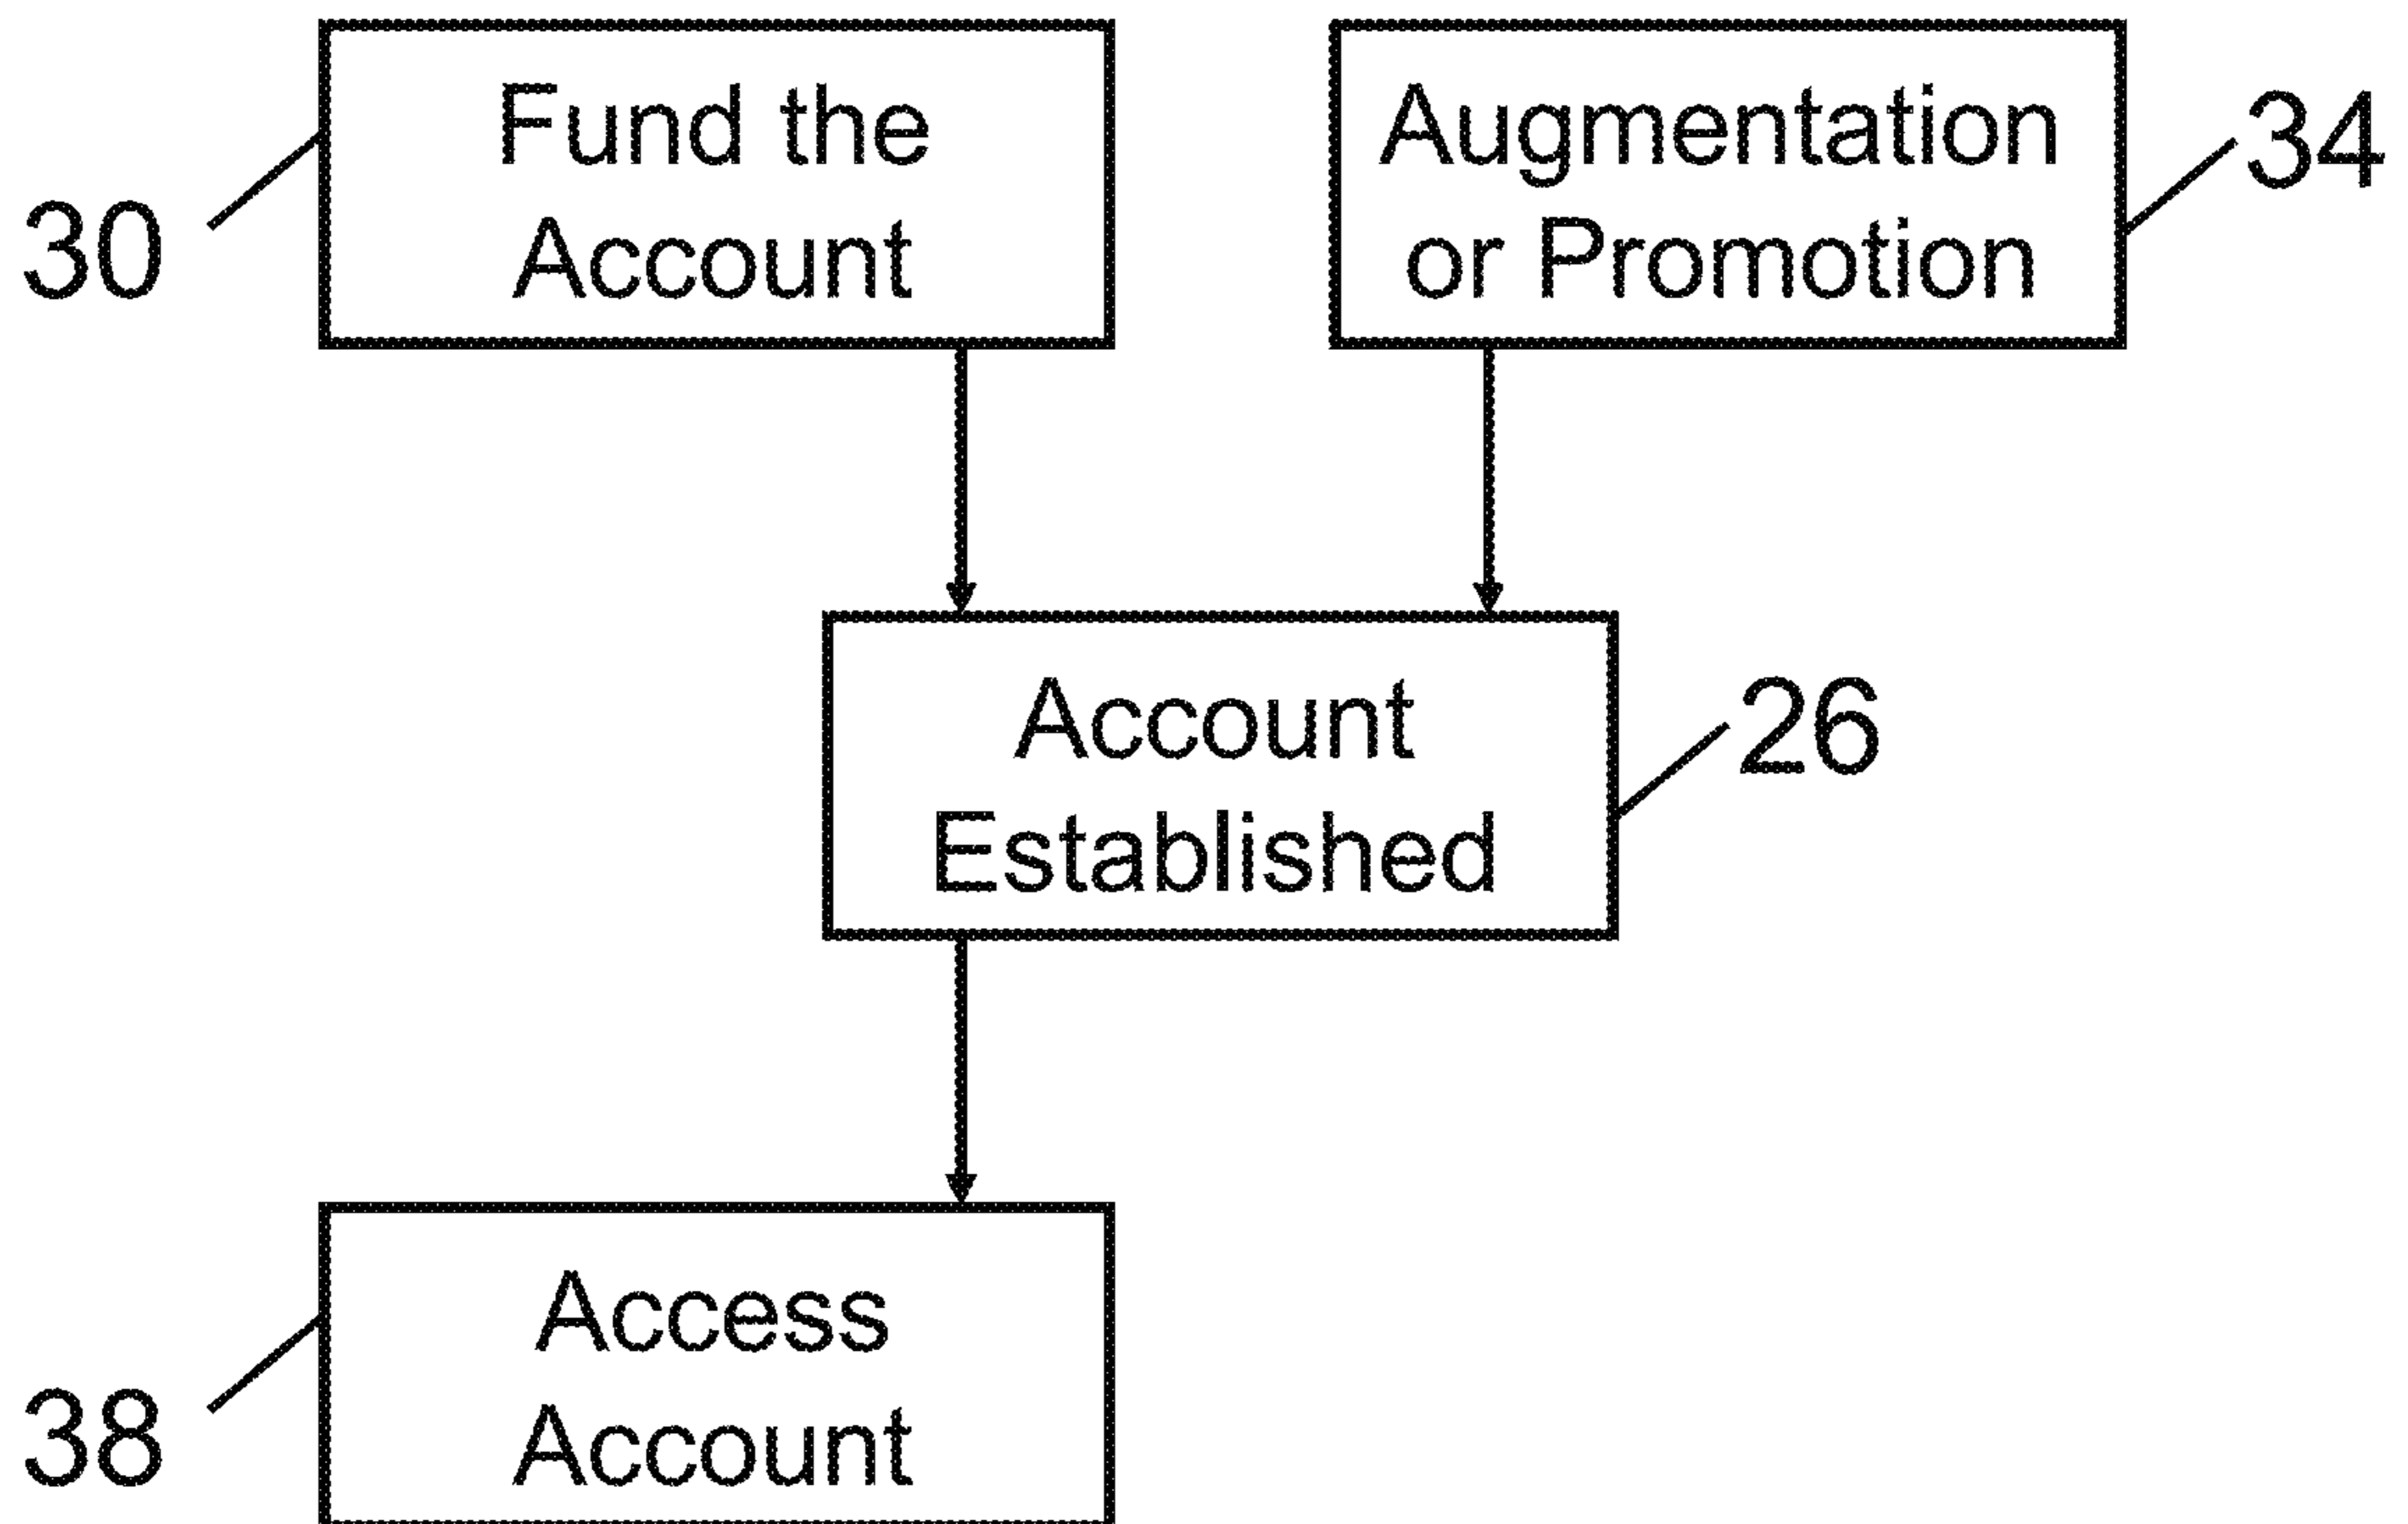 Fund the
Account
30
Augmentation
or Promotion
34
Account
Established
26
Access
Account
38